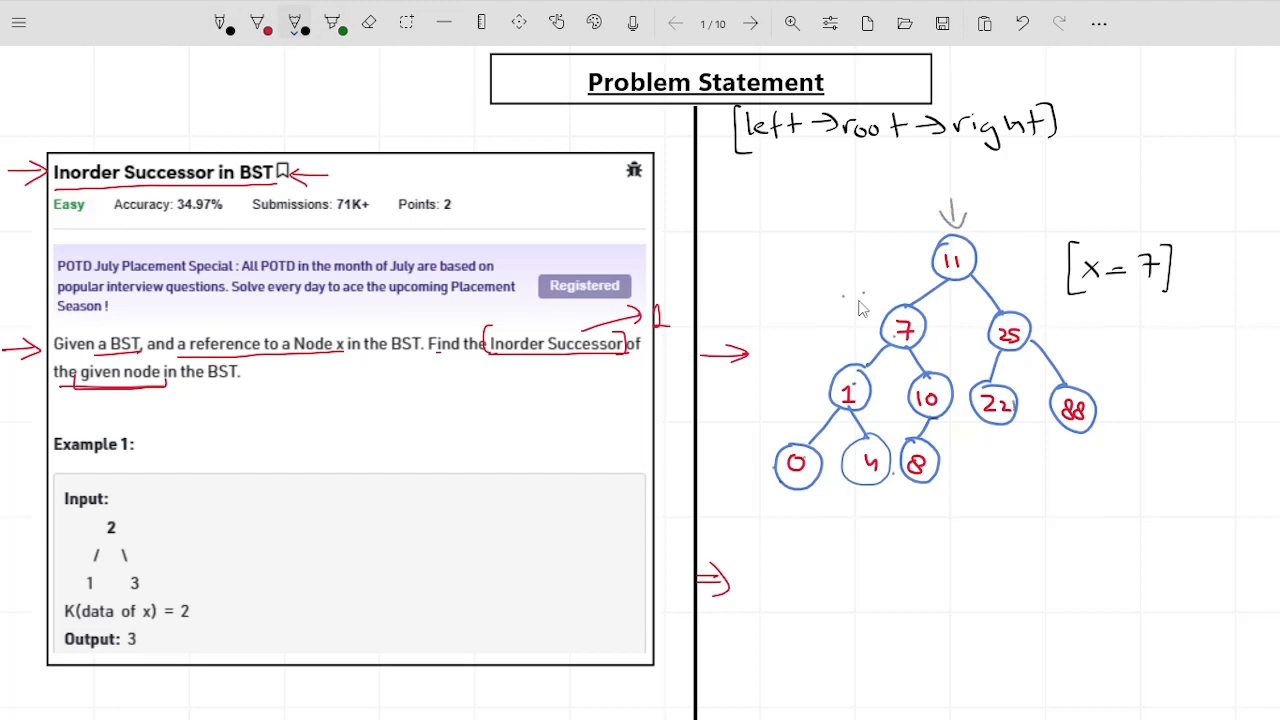 1 / 10
Problem Statement
[left → root → right]
Inorder Successor in BST
Easy Accuracy: 34.97% Submissions: 71K+ Points: 2
POTD July Placement Special : All POTD in the month of July are based on
popular interview questions. Solve every day to ace the upcoming Placement
Season !
Registered
1
Given a BST, and a reference to a Node x in the BST. Find the Inorder Successor of
the given node in the BST.
Example 1:
Input:
2
/ \
1 3
K(data of x) = 2
Output: 3
11
[x = 7]
7 25
1 10 22 88
0 4 8